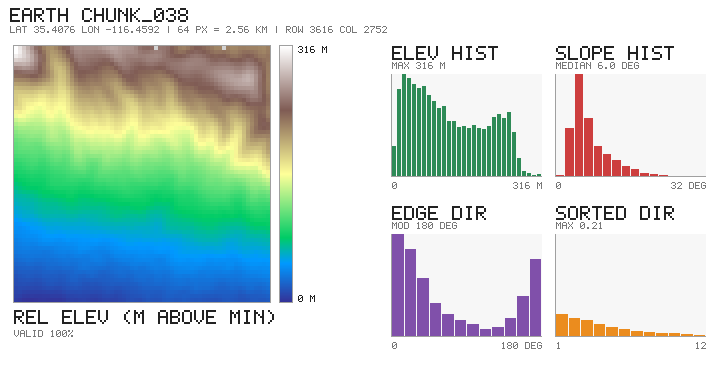 EARTH CHUNK_038
LAT 35.4076 LON -116.4592 | 64 PX = 2.56 KM | ROW 3616 COL 2752
316 M
0 M
REL ELEV (M ABOVE MIN)
VALID 100%
ELEV HIST
MAX 316 M
0 316 M
SLOPE HIST
MEDIAN 6.0 DEG
0 32 DEG
EDGE DIR
MOD 180 DEG
0 180 DEG
SORTED DIR
MAX 0.21
1 12